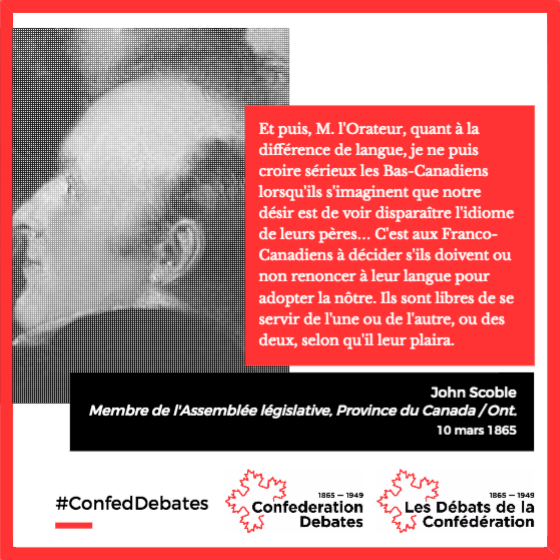 Et puis, M. l'Orateur, quant à la
différence de langue, je ne puis
croire sérieux les Bas-Canadiens
lorsqu'ils s'imaginent que notre
désir est de voir disparaître l'idiome
de leurs pères... C'est aux Franco-
Canadiens à décider s'ils doivent ou
non renoncer à leur langue pour
adopter la nôtre. Ils sont libres de se
servir de l'une ou de l'autre, ou des
deux, selon qu'il leur plaira.
John Scoble
Membre de l'Assemblée législative, Province du Canada / Ont.
10 mars 1865
#ConfedDebates
1865 — 1949
Confederation
Debates
1865 — 1949
Les Débats de la
Confédération